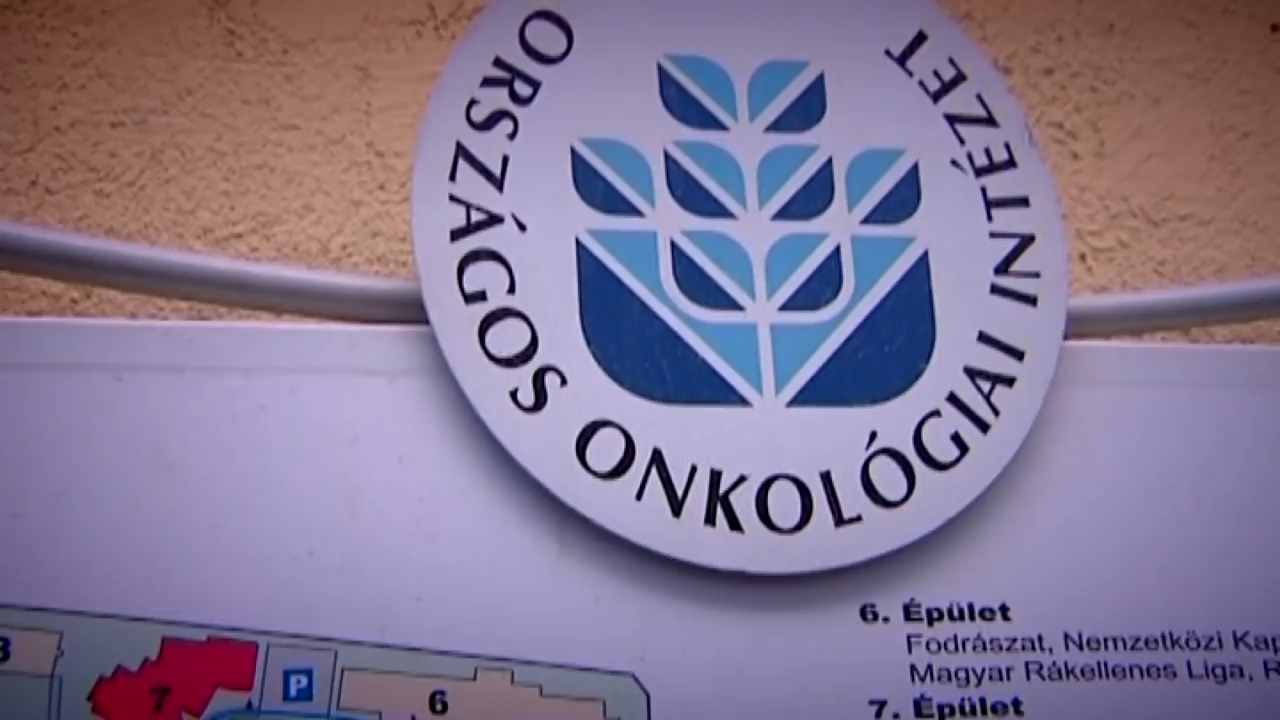 ORSZÁGOS ONKOLÓGIAI INTÉZET
6. Épület
Fodrászat, Nemzetközi
Magyar Rákellenes Liga,
7. Épület
7
P
6